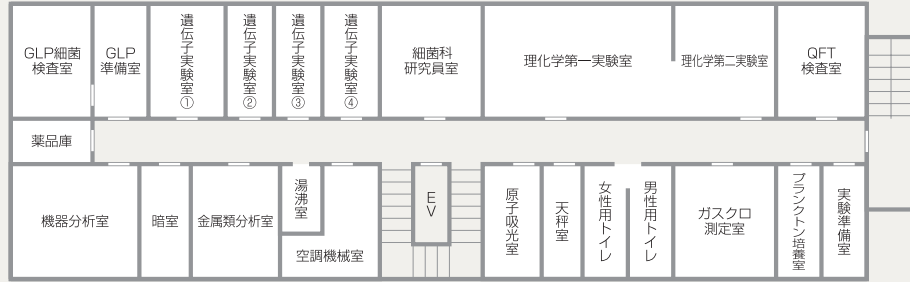 GLP細菌
検査室
GLP
準備室
遺伝子実験室①
遺伝子実験室②
遺伝子実験室③
遺伝子実験室④
細菌科
研究員室
理化学第一実験室
理化学第二実験室
QFT
検査室
薬品庫
機器分析室
暗室
金属類分析室
湯沸室
空調機械室
EV
原子吸光室
天秤室
女性用トイレ
男性用トイレ
ガスクロ
測定室
プランクトン培養室
実験準備室